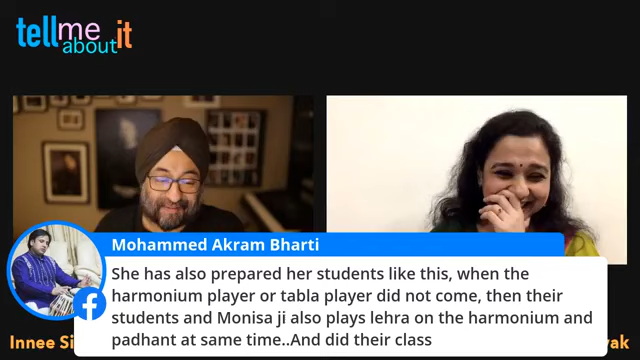 tellme
about it
Mohammed Akram Bharti
She has also prepared her students like this, when the
harmonium player or tabla player did not come, then their
students and Monisa ji also plays lehra on the harmonium and
padhant at same time..And did their class
Innee